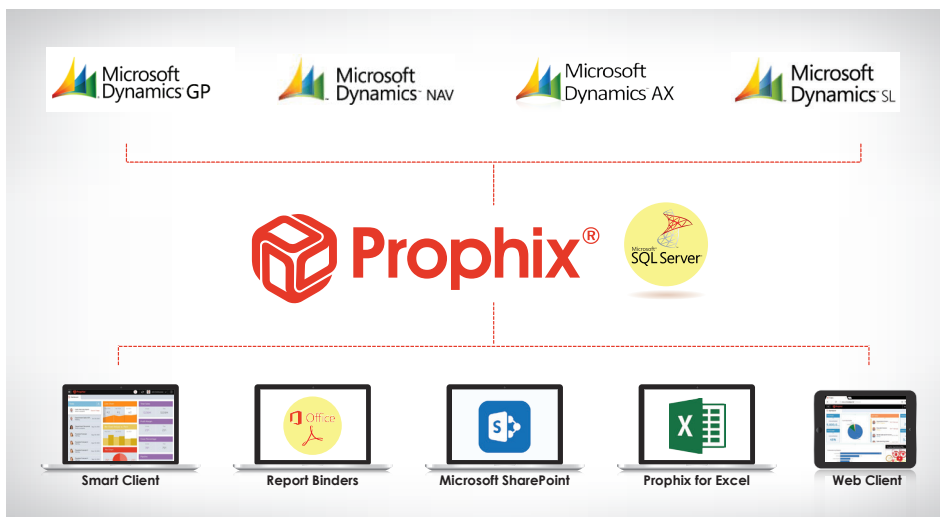 Microsoft
Dynamics GP
Microsoft
Dynamics NAV
Microsoft
Dynamics AX
Microsoft
Dynamics SL
Prophix®
Microsoft®
SQL Server
Office
S
X
Smart Client
Report Binders
Microsoft SharePoint
Prophix for Excel
Web Client